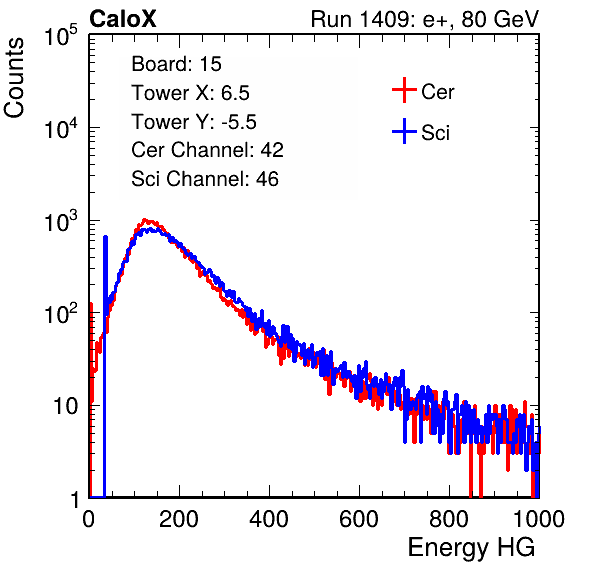 CaloX Run 1409: e+, 80 GeV
Counts
Board: 15
Tower X: 6.5
Tower Y: -5.5
Cer Channel: 42
Sci Channel: 46
Cer
Sci
10^5
10^4
10^3
10^2
10
1
0 200 400 600 800 1000
Energy HG